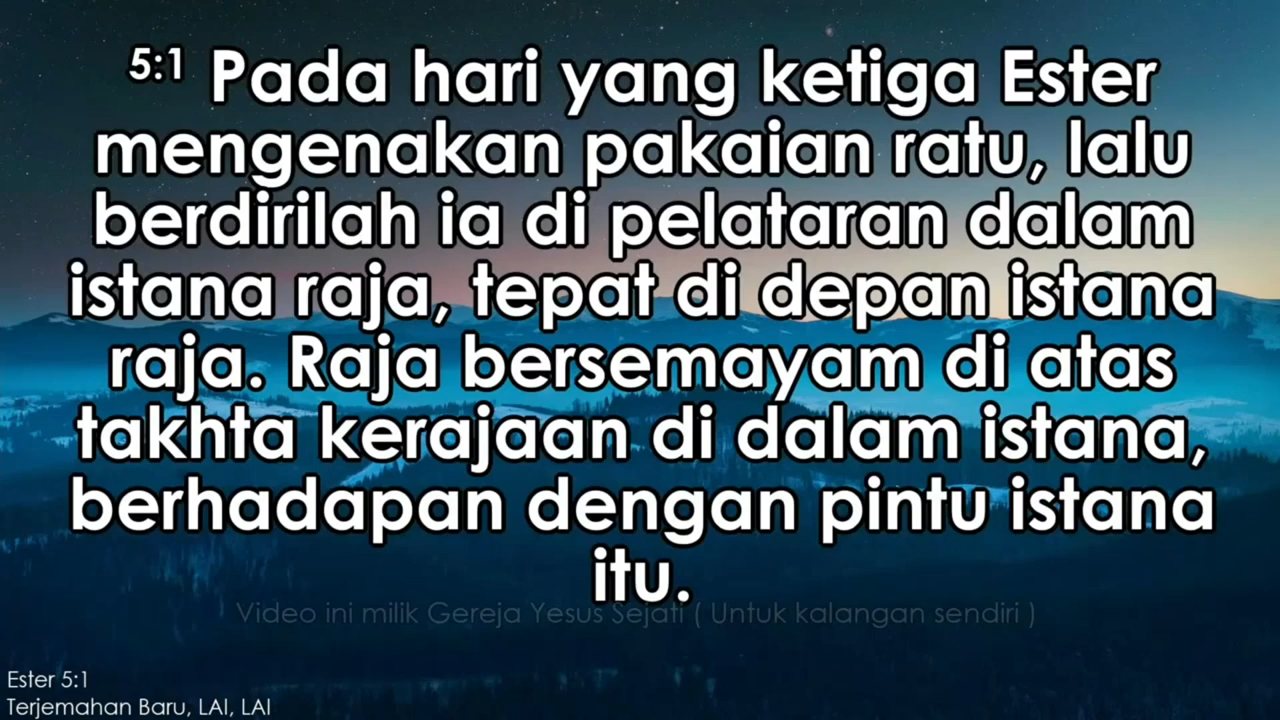 5:1 Pada hari yang ketiga Ester
mengenakan pakaian ratu, lalu
berdirilah ia di pelataran dalam
istana raja, tepat di depan istana
raja. Raja bersemayam di atas
takhta kerajaan di dalam istana,
berhadapan dengan pintu istana
itu.
Video ini milik Gereja Yesus Sejati ( Untuk kalangan sendiri )
Ester 5:1
Terjemahan Baru, LAI, LAI